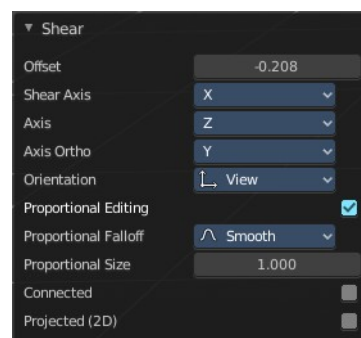 Shear
Offset -0.208
Shear Axis X
Axis Z
Axis Ortho Y
Orientation View
Proportional Editing
Proportional Falloff Smooth
Proportional Size 1.000
Connected
Projected (2D)